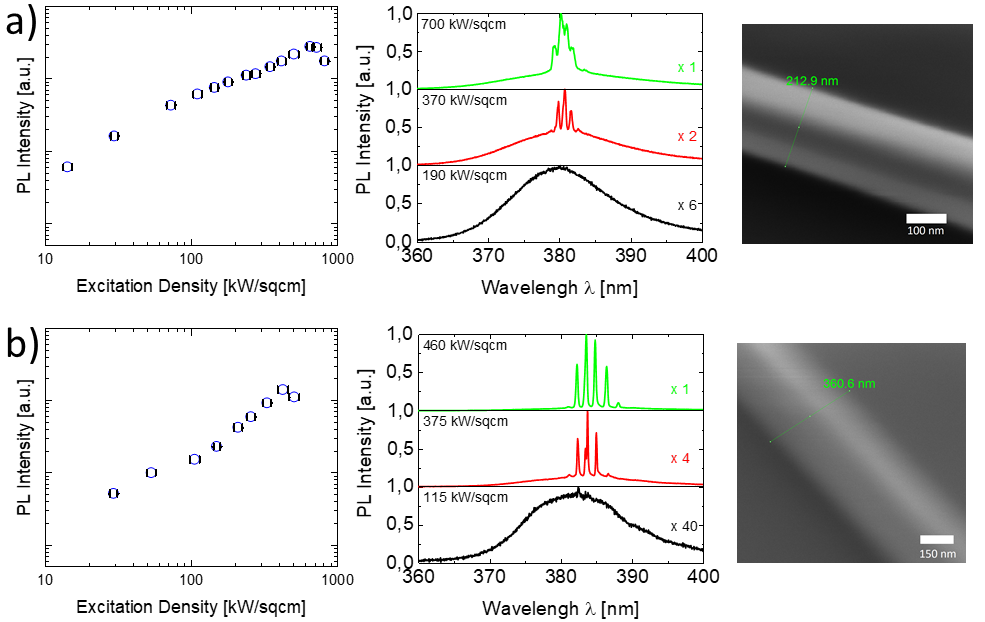 a)
PL Intensity [a.u.]
10
100
1000
Excitation Density [kW/sqcm]
PL Intensity [a.u.]
1,0
700 kW/sqcm
0,5
x 1
1,0
370 kW/sqcm
0,5
x 2
1,0
190 kW/sqcm
0,5
x 6
0,0
360
370
380
390
400
Wavelengh λ [nm]
212.9 nm
100 nm
b)
PL Intensity [a.u.]
10
100
1000
Excitation Density [kW/sqcm]
PL Intensity [a.u.]
1,0
460 kW/sqcm
0,5
x 1
1,0
375 kW/sqcm
0,5
x 4
1,0
115 kW/sqcm
0,5
x 40
0,0
360
370
380
390
400
Wavelengh λ [nm]
360.6 nm
150 nm